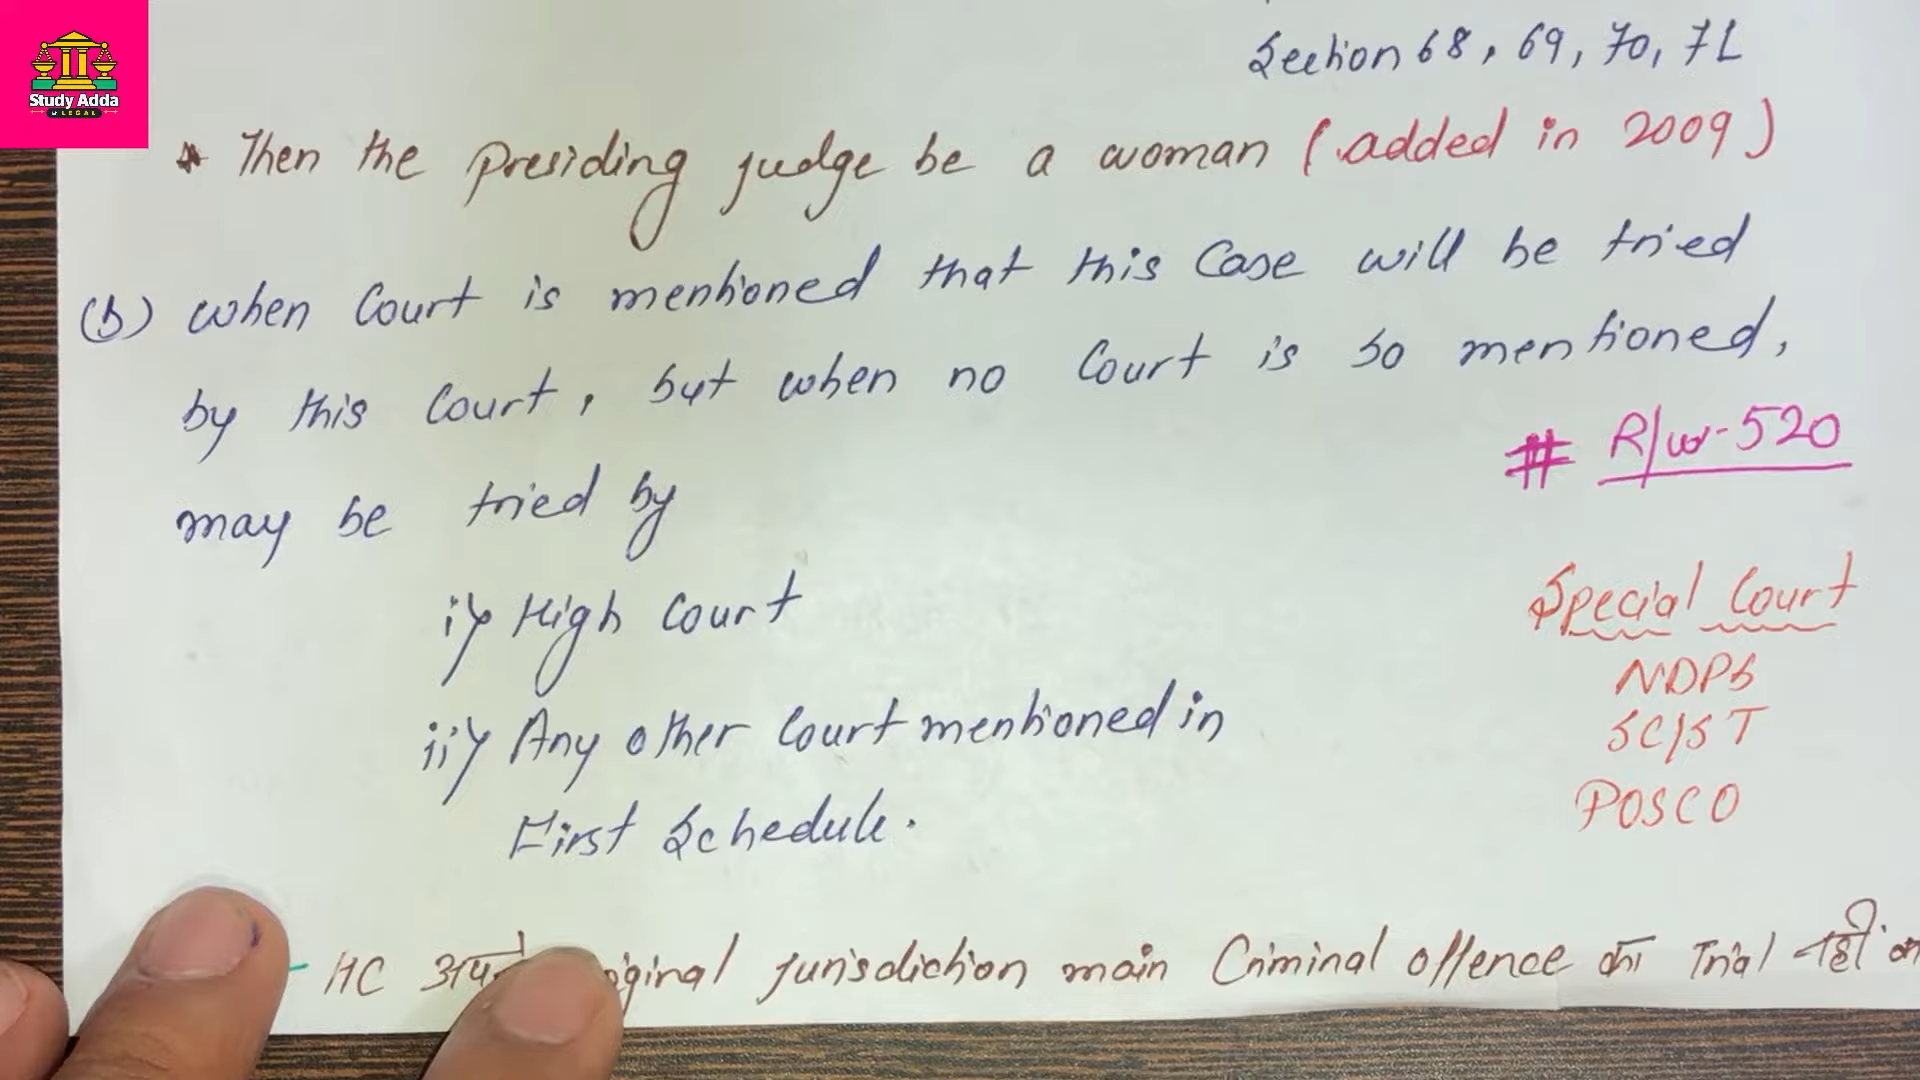 Study Adda
LEGAL
Section 68, 69, 70, 71
* Then the presiding judge be a woman (added in 2009)
(b) when Court is mentioned that this Case will be tried
by this Court, but when no Court is so mentioned,
# R/w-520
may be tried by
i) High Court
Special Court
NDPS
ii) Any other Court mentioned in
SC/ST
First Schedule.
POSCO
- HC jurisdiction main Criminal offence का Trial नहीं